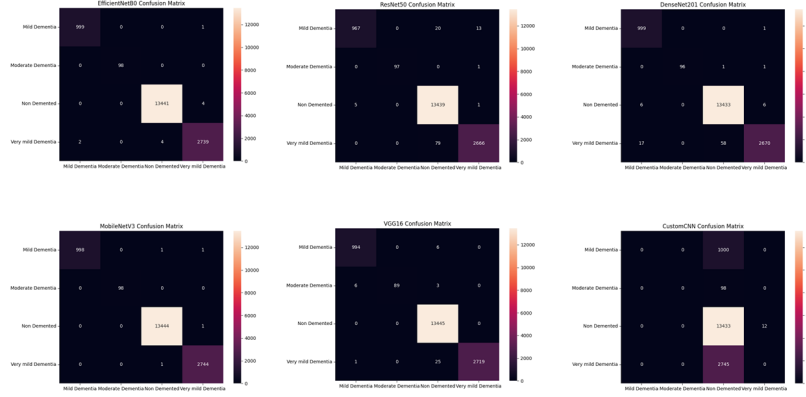 EfficientNetB0 Confusion Matrix
Mild Dementia 999 0 0 1
Moderate Dementia 0 98 0 0
Non Demented 0 0 13441 4
Very mild Dementia 2 0 4 2739
Mild Dementia Moderate Dementia Non Demented Very mild Dementia
12000
10000
8000
6000
4000
2000
0
ResNet50 Confusion Matrix
Mild Dementia 967 0 20 13
Moderate Dementia 0 97 0 1
Non Demented 5 0 13439 1
Very mild Dementia 0 0 79 2666
Mild Dementia Moderate Dementia Non Demented Very mild Dementia
12000
10000
8000
6000
4000
2000
0
DenseNet201 Confusion Matrix
Mild Dementia 999 0 0 1
Moderate Dementia 0 96 1 1
Non Demented 6 0 13433 6
Very mild Dementia 17 0 58 2670
Mild Dementia Moderate Dementia Non Demented Very mild Dementia
MobileNetV3 Confusion Matrix
Mild Dementia 998 0 1 1
Moderate Dementia 0 98 0 0
Non Demented 0 0 13444 1
Very mild Dementia 0 0 1 2744
Mild Dementia Moderate Dementia Non Demented Very mild Dementia
12000
10000
8000
6000
4000
2000
0
VGG16 Confusion Matrix
Mild Dementia 994 0 6 0
Moderate Dementia 6 89 3 0
Non Demented 0 0 13445 0
Very mild Dementia 1 0 25 2719
Mild Dementia Moderate Dementia Non Demented Very mild Dementia
12000
10000
8000
6000
4000
2000
0
CustomCNN Confusion Matrix
Mild Dementia 0 0 1000 0
Moderate Dementia 0 0 98 0
Non Demented 0 0 13433 12
Very mild Dementia 0 0 2745 0
Mild Dementia Moderate Dementia Non Demented Very mild Dementia